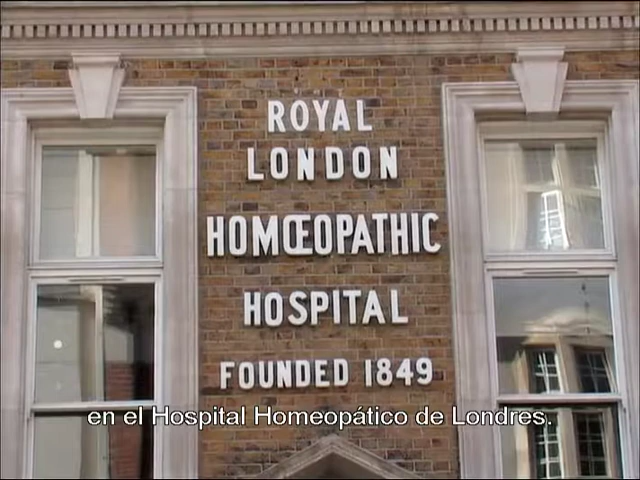 ROYAL
LONDON
HOMŒOPATHIC
HOSPITAL
FOUNDED 1849
en el Hospital Homeopático de Londres.